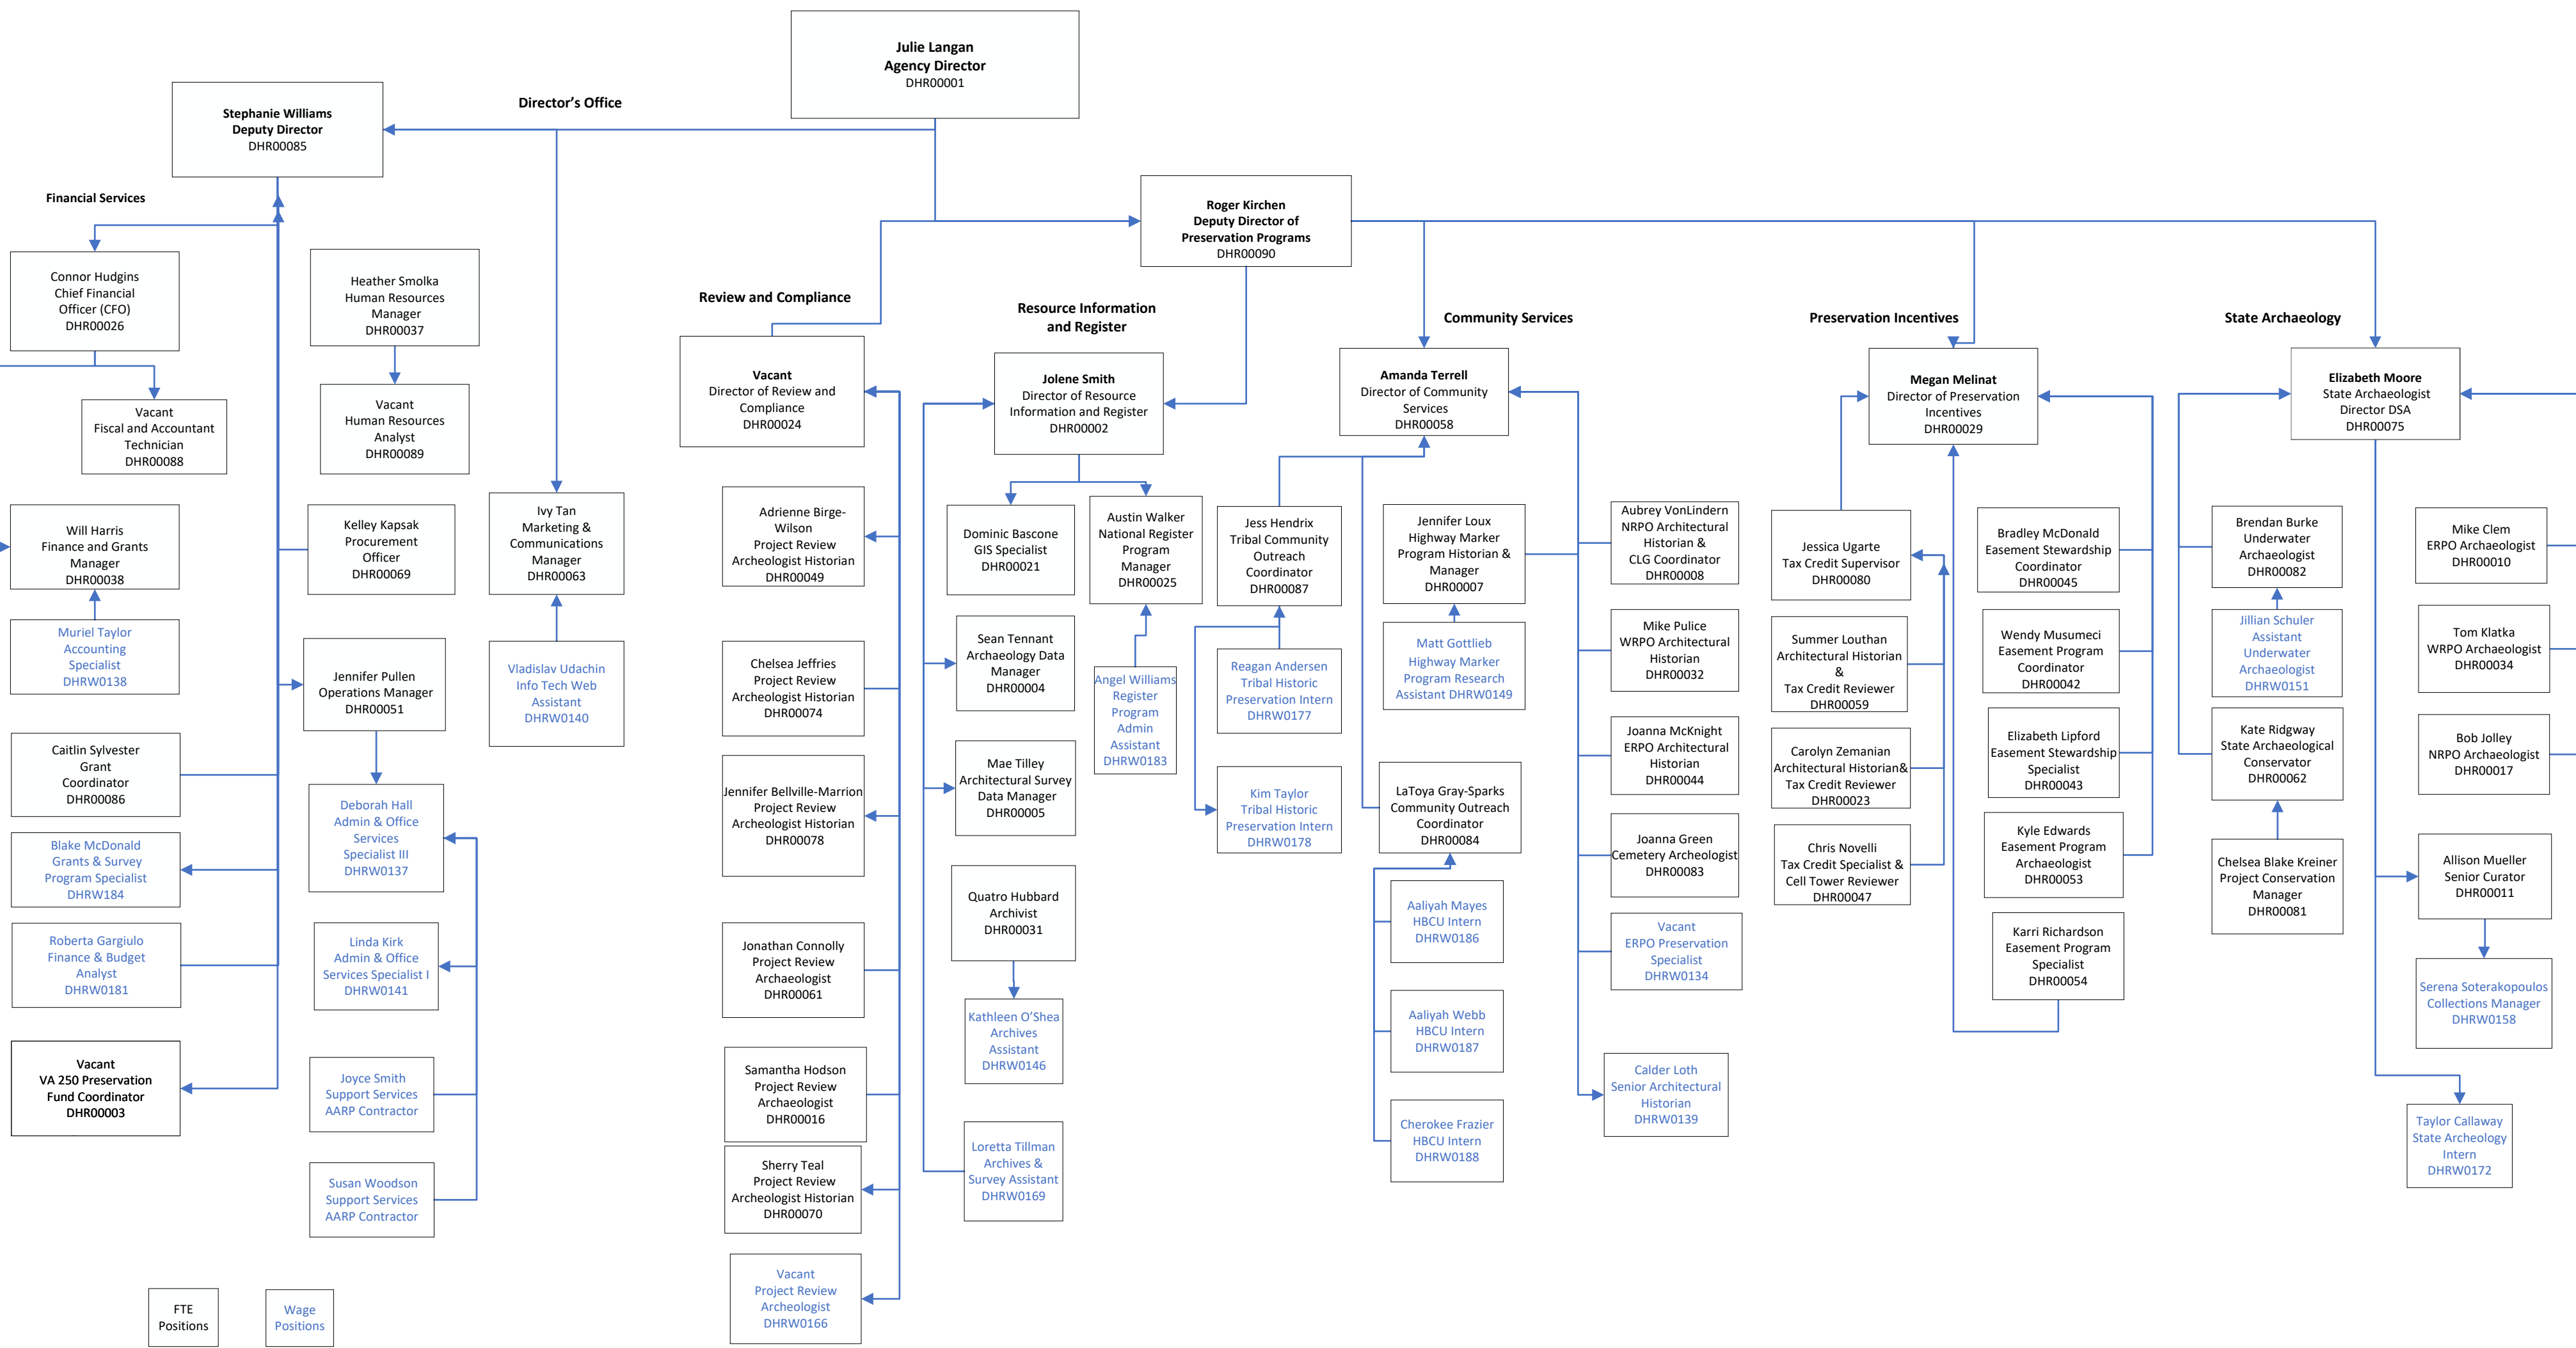 Julie Langan
Agency Director
DHR00001
Director's Office
Stephanie Williams
Deputy Director
DHR00085
Roger Kirchen
Deputy Director of
Preservation Programs
DHR00090
Financial Services
Connor Hudgins
Chief Financial
Officer (CFO)
DHR00026
Vacant
Fiscal and Accountant
Technician
DHR00088
Will Harris
Finance and Grants
Manager
DHR00038
Muriel Taylor
Accounting
Specialist
DHRW0138
Caitlin Sylvester
Grant
Coordinator
DHR00086
Blake McDonald
Grants & Survey
Program Specialist
DHRW184
Roberta Gargiulo
Finance & Budget
Analyst
DHRW0181
Vacant
VA 250 Preservation
Fund Coordinator
DHR00003
Heather Smolka
Human Resources
Manager
DHR00037
Vacant
Human Resources
Analyst
DHR00089
Kelley Kapsak
Procurement
Officer
DHR00069
Jennifer Pullen
Operations Manager
DHR00051
Deborah Hall
Admin & Office
Services
Specialist III
DHRW0137
Linda Kirk
Admin & Office
Services Specialist I
DHRW0141
Joyce Smith
Support Services
AARP Contractor
Susan Woodson
Support Services
AARP Contractor
Ivy Tan
Marketing &
Communications
Manager
DHR00063
Vladislav Udachin
Info Tech Web
Assistant
DHRW0140
Review and Compliance
Vacant
Director of Review and
Compliance
DHR00024
Adrienne Birge-
Wilson
Project Review
Archeologist Historian
DHR00049
Chelsea Jeffries
Project Review
Archeologist Historian
DHR00074
Jennifer Bellville-Marrion
Project Review
Archeologist Historian
DHR00078
Jonathan Connolly
Project Review
Archaeologist
DHR00061
Samantha Hodson
Project Review
Archaeologist
DHR00016
Sherry Teal
Project Review
Archeologist Historian
DHR00070
Vacant
Project Review
Archeologist
DHRW0166
Resource Information
and Register
Jolene Smith
Director of Resource
Information and Register
DHR00002
Dominic Bascone
GIS Specialist
DHR00021
Sean Tennant
Archaeology Data
Manager
DHR00004
Mae Tilley
Architectural Survey
Data Manager
DHR00005
Quatro Hubbard
Archivist
DHR00031
Kathleen O'Shea
Archives
Assistant
DHRW0146
Loretta Tillman
Archives &
Survey Assistant
DHRW0169
Austin Walker
National Register
Program
Manager
DHR00025
Angel Williams
Register
Program
Admin
Assistant
DHRW0183
Community Services
Amanda Terrell
Director of Community
Services
DHR00058
Jess Hendrix
Tribal Community
Outreach
Coordinator
DHR00087
Reagan Andersen
Tribal Historic
Preservation Intern
DHRW0177
Kim Taylor
Tribal Historic
Preservation Intern
DHRW0178
Jennifer Loux
Highway Marker
Program Historian &
Manager
DHR00007
Matt Gottlieb
Highway Marker
Program Research
Assistant DHRW0149
LaToya Gray-Sparks
Community Outreach
Coordinator
DHR00084
Aaliyah Mayes
HBCU Intern
DHRW0186
Aaliyah Webb
HBCU Intern
DHRW0187
Cherokee Frazier
HBCU Intern
DHRW0188
Aubrey VonLindern
NRPO Architectural
Historian &
CLG Coordinator
DHR00008
Mike Pulice
WRPO Architectural
Historian
DHR00032
Joanna McKnight
ERPO Architectural
Historian
DHR00044
Joanna Green
Cemetery Archeologist
DHR00083
Vacant
ERPO Preservation
Specialist
DHRW0134
Calder Loth
Senior Architectural
Historian
DHRW0139
Preservation Incentives
Megan Melinat
Director of Preservation
Incentives
DHR00029
Jessica Ugarte
Tax Credit Supervisor
DHR00080
Summer Louthan
Architectural Historian
&
Tax Credit Reviewer
DHR00059
Carolyn Zemanian
Architectural Historian&
Tax Credit Reviewer
DHR00023
Chris Novelli
Tax Credit Specialist &
Cell Tower Reviewer
DHR00047
Bradley McDonald
Easement Stewardship
Coordinator
DHR00045
Wendy Musumeci
Easement Program
Coordinator
DHR00042
Elizabeth Lipford
Easement Stewardship
Specialist
DHR00043
Kyle Edwards
Easement Program
Archaeologist
DHR00053
Karri Richardson
Easement Program
Specialist
DHR00054
State Archaeology
Elizabeth Moore
State Archaeologist
Director DSA
DHR00075
Brendan Burke
Underwater
Archaeologist
DHR00082
Jillian Schuler
Assistant
Underwater
Archaeologist
DHRW0151
Kate Ridgway
State Archaeological
Conservator
DHR00062
Chelsea Blake Kreiner
Project Conservation
Manager
DHR00081
Mike Clem
ERPO Archaeologist
DHR00010
Tom Klatka
WRPO Archaeologist
DHR00034
Bob Jolley
NRPO Archaeologist
DHR00017
Allison Mueller
Senior Curator
DHR00011
Serena Soterakopoulos
Collections Manager
DHRW0158
Taylor Callaway
State Archeology
Intern
DHRW0172
FTE
Positions
Wage
Positions